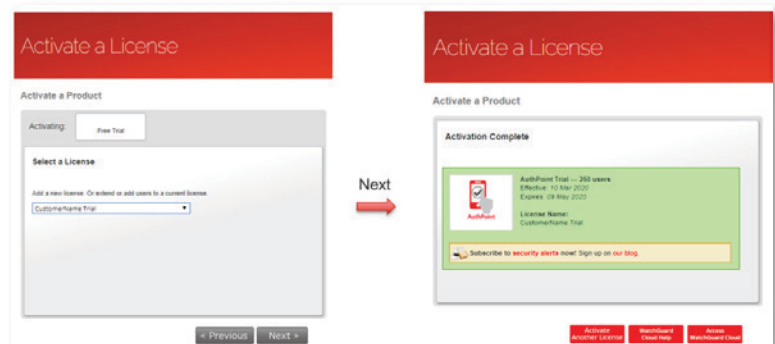 Activate a License
Activate a Product
Activating:
Free Trial
Select a License
Add a new license. Or extend or add users to a current license.
CustomerName Trial
< Previous
Next >
Next
Activate a License
Activate a Product
Activation Complete
AuthPoint
AuthPoint Trial — 250 users
Effective: 10 Mar 2020
Expires: 09 May 2020
License Name:
CustomerName Trial
Subscribe to security alerts now! Sign up on our blog.
Activate
Another License
WatchGuard
Cloud Help
Access
WatchGuard Cloud